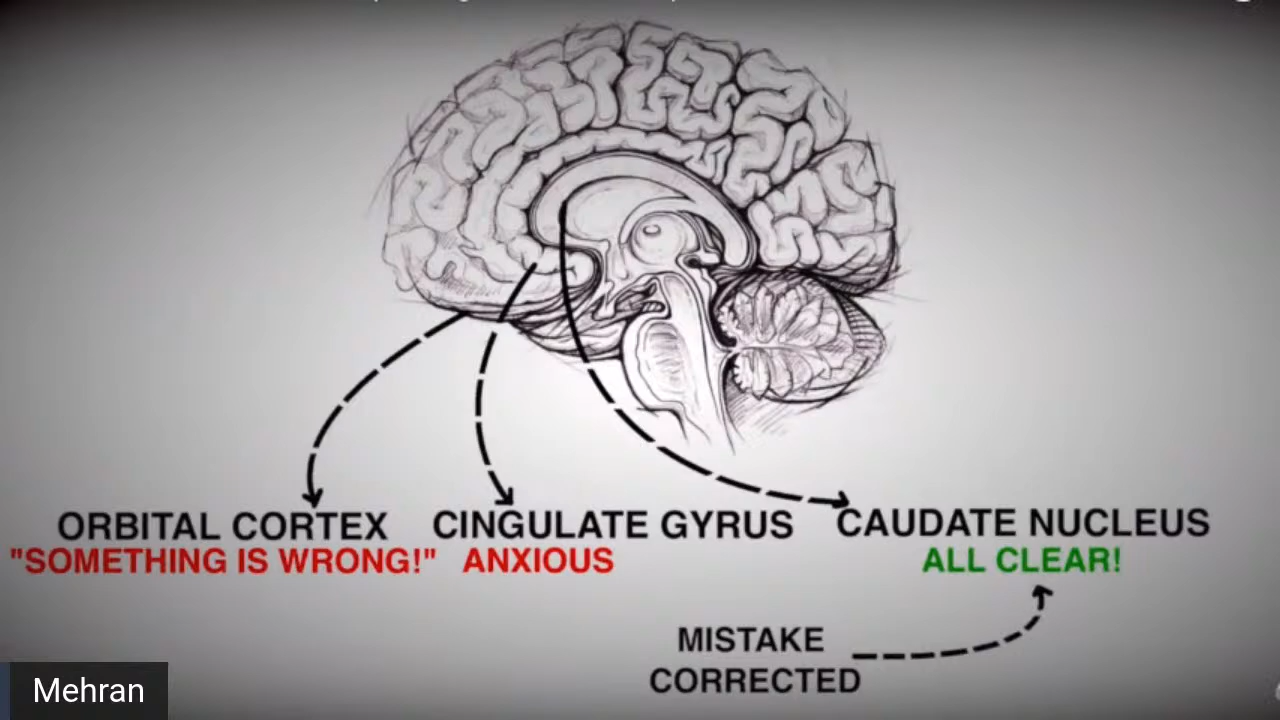 ORBITAL CORTEX
"SOMETHING IS WRONG!"
CINGULATE GYRUS
ANXIOUS
CAUDATE NUCLEUS
ALL CLEAR!
MISTAKE
CORRECTED
Mehran